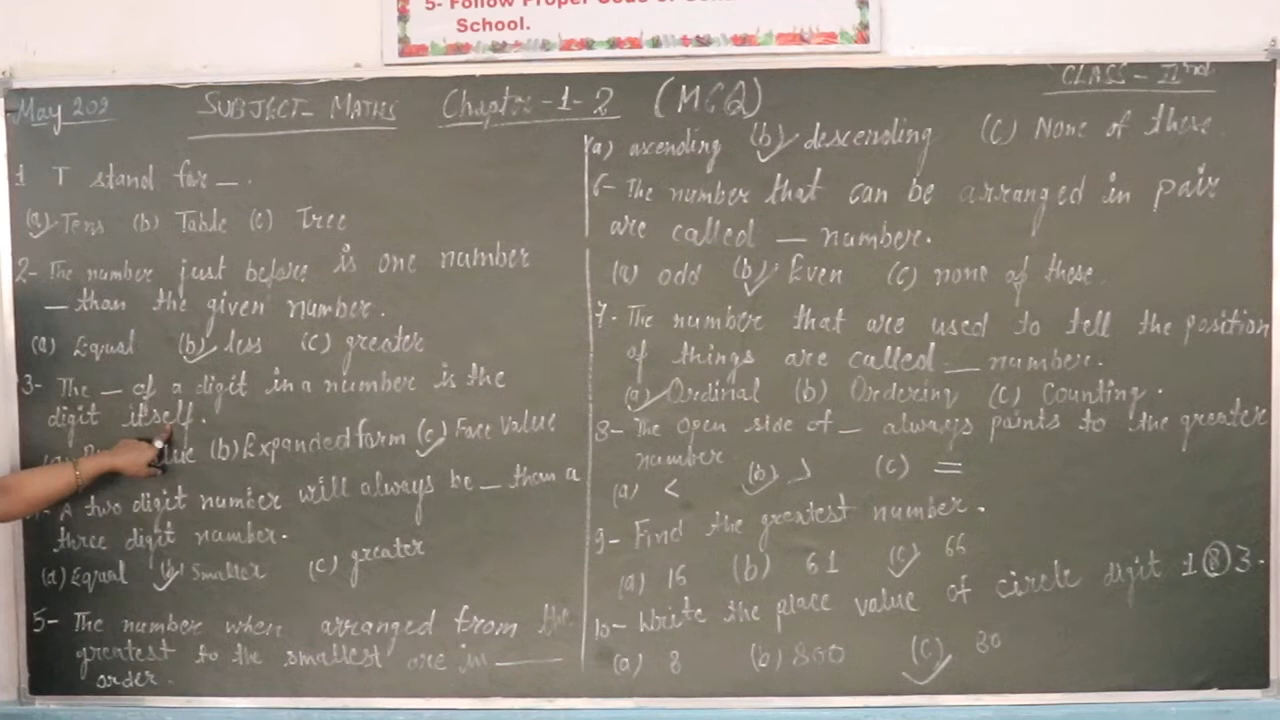 5- Follow Proper Code of
School.
CLASS - IInd
May 202
SUBJECT- MATHS Chapter-1-2 (MCQ)
1 T stand for _.
(a) Tens (b) Table (c) Tree
2- The number just before is one number
_ than the given number.
(a) Equal (b) less (c) greater
3- The _ of a digit in a number is the
digit itself.
(b) Expanded form (c) Face Value
A two digit number will always be _ than a
three digit number.
(a) Equal (b) Smaller (c) greater
5- The number when arranged from the
greatest to the smallest are in ____
order.
(a) ascending (b) descending (c) None of these.
6- The number that can be arranged in pair
are called _ number.
(a) odd (b) Even (c) none of these.
7- The number that are used to tell the position
of things are called _ number.
(a) Ordinal (b) Ordering (c) Counting.
8- The open side of _ always points to the greater
number
(a) < (b) > (c) =
9- Find the greatest number.
(a) 16 (b) 61 (c) 66
10- Write the place value of circle digit 1 8 3.
(a) 8 (b) 800 (c) 80